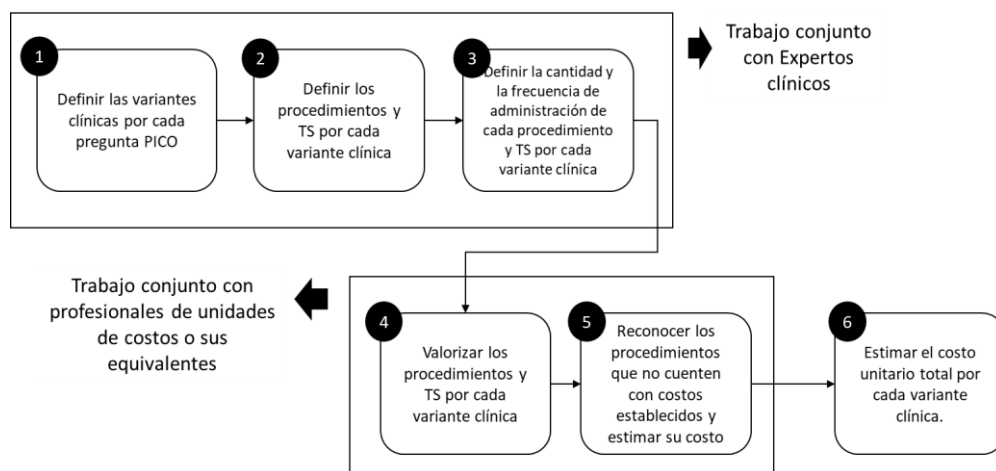 1
Definir las variantes
clínicas por cada
pregunta PICO
2
Definir los
procedimientos y
TS por cada
variante clínica
3
Definir la cantidad y
la frecuencia de
administración de
cada procedimiento
y TS por cada
variante clínica
Trabajo conjunto
con Expertos
clínicos
Trabajo conjunto con
profesionales de unidades
de costos o sus
equivalentes
4
Valorizar los
procedimientos y
TS por cada
variante clínica
5
Reconocer los
procedimientos
que no cuenten
con costos
establecidos y
estimar su costo
6
Estimar el costo
unitario total por
cada variante
clínica.